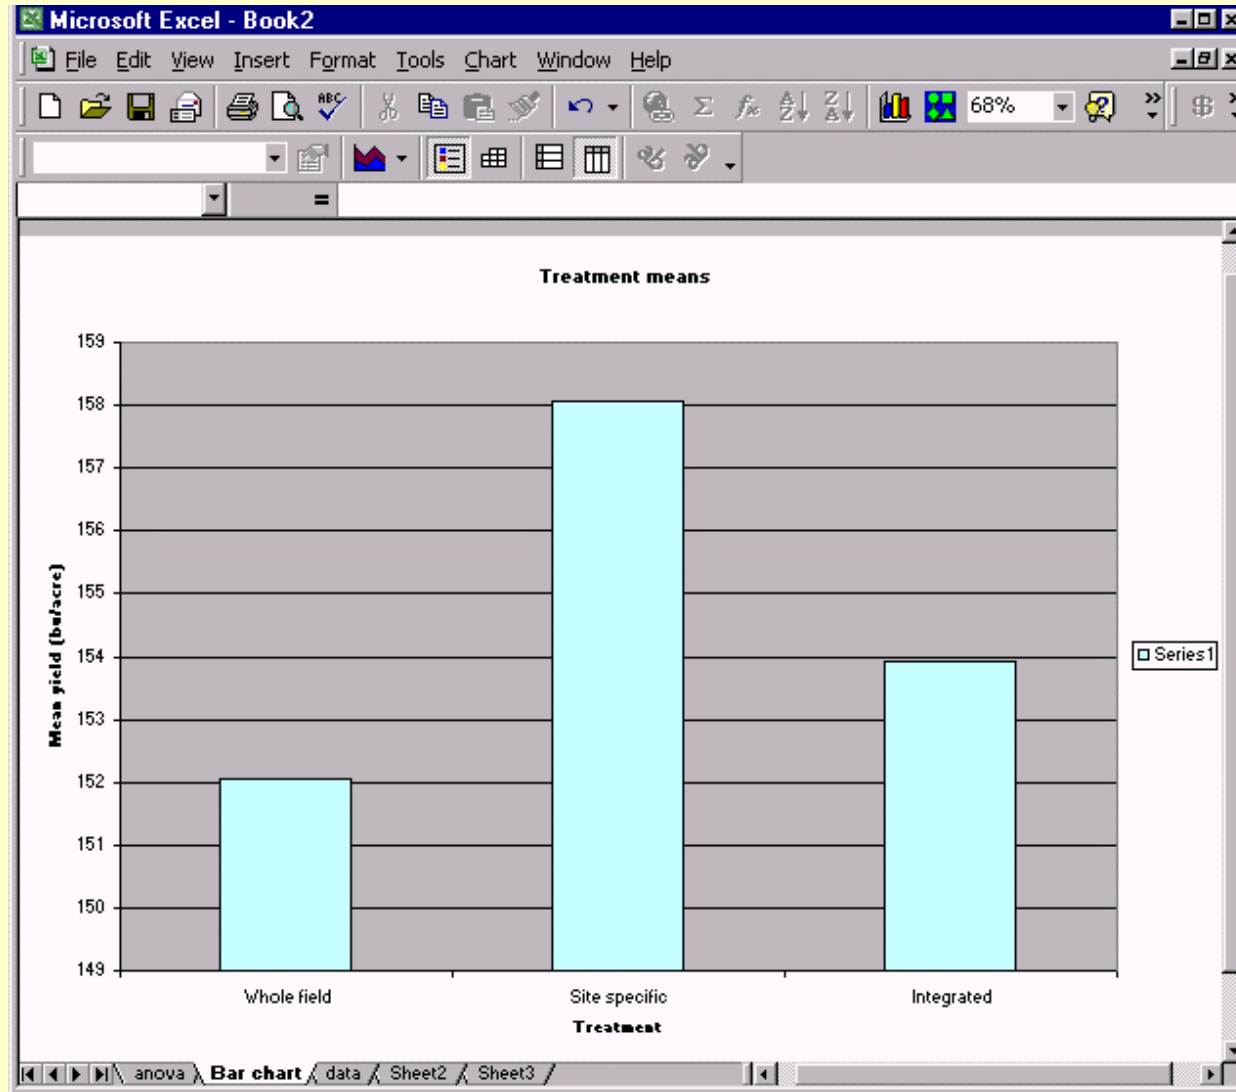 Microsoft Excel - Book2
File Edit View Insert Format Tools Chart Window Help
ABC Σ fx A Z Z A 68% ? » $ »
=
Treatment means
159
158
157
156
155
154
153
152
151
150
149
Mean yield (bu/acre)
Series1
Whole field Site specific Integrated
Treatment
anova Bar chart data Sheet2 Sheet3